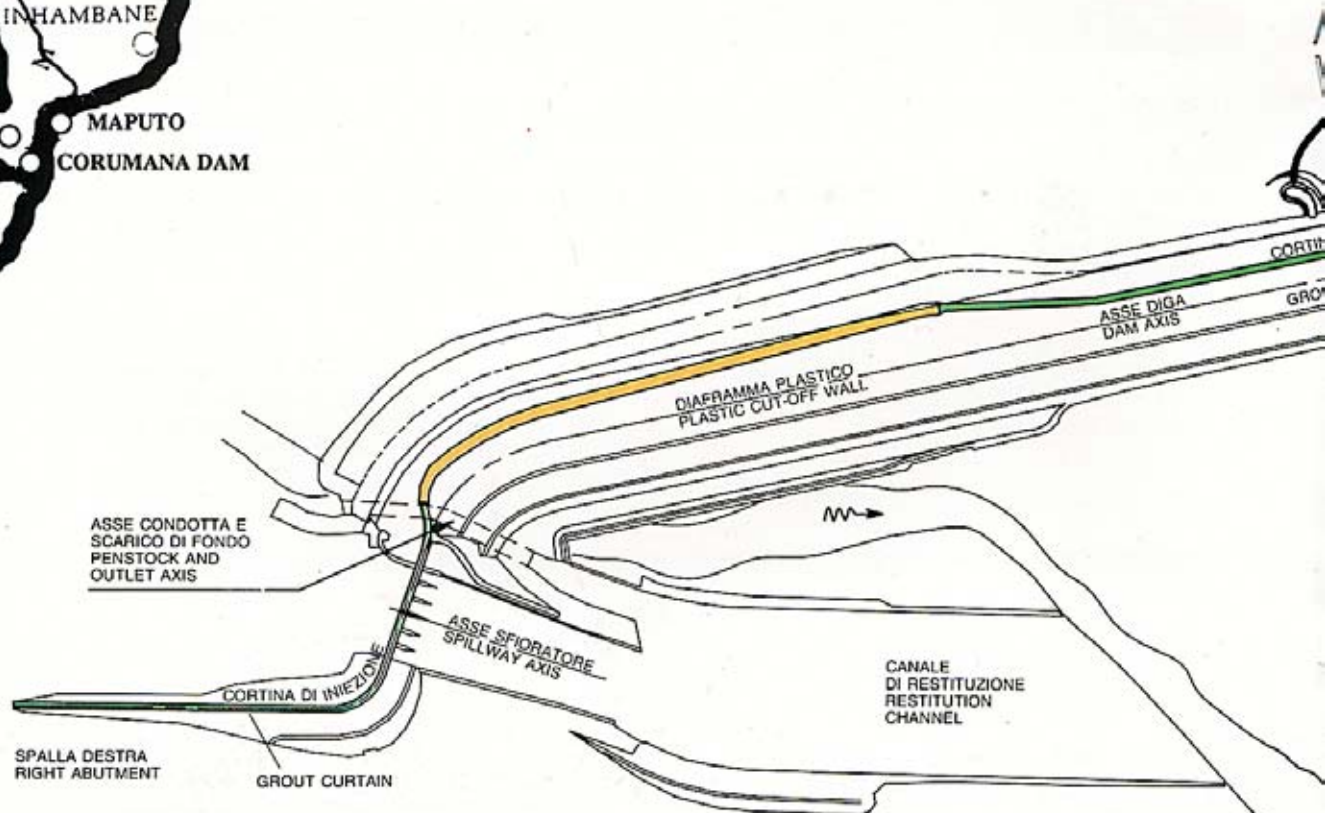 INHAMBANE
MAPUTO
CORUMANA DAM
ASSE DIGA
DAM AXIS
DIAFRAMMA PLASTICO
PLASTIC CUT-OFF WALL
ASSE CONDOTTA E
SCARICO DI FONDO
PENSTOCK AND
OUTLET AXIS
ASSE SFIORATORE
SPILLWAY AXIS
CORTINA DI INIEZIONE
CANALE
DI RESTITUZIONE
RESTITUTION
CHANNEL
SPALLA DESTRA
RIGHT ABUTMENT
GROUT CURTAIN